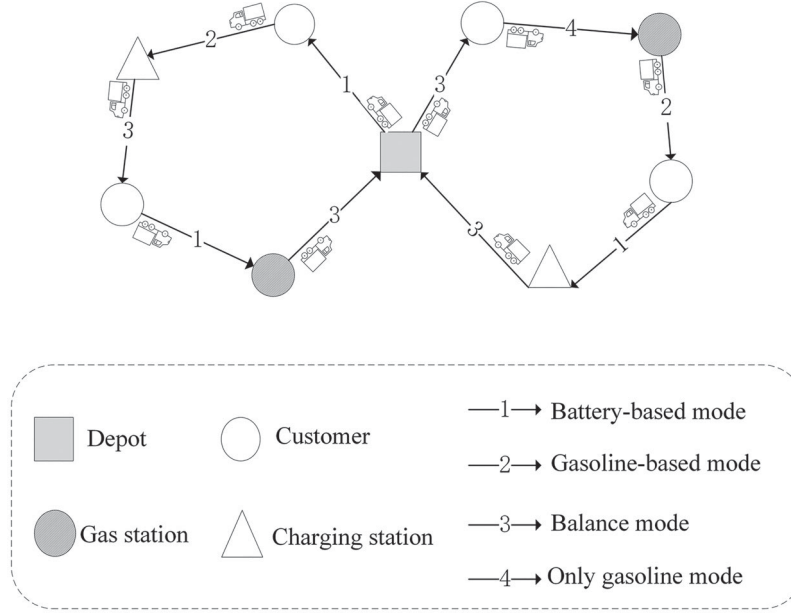 2
4
1
3
3
2
3
1
3
3
1
Depot
Customer
1 Battery-based mode
2 Gasoline-based mode
Gas station
Charging station
3 Balance mode
4 Only gasoline mode